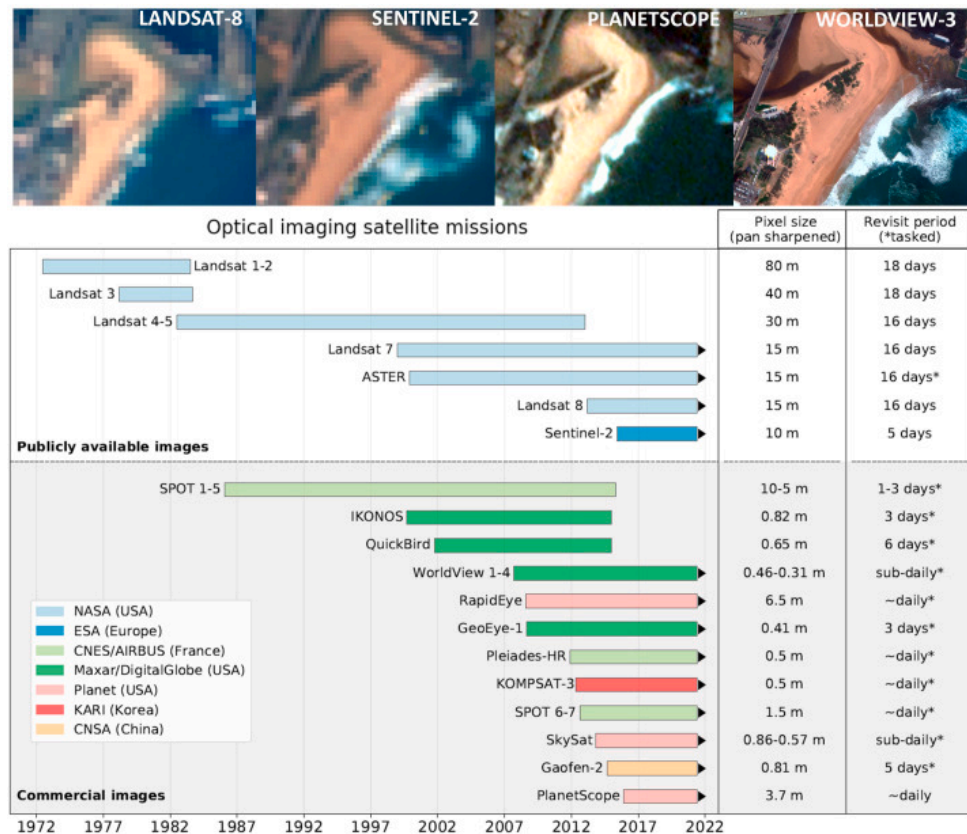 LANDSAT-8 SENTINEL-2 PLANETSCOPE WORLDVIEW-3
Optical imaging satellite missions
Pixel size
(pan sharpened)
Revisit period
(*tasked)
Landsat 1-2 80 m 18 days
Landsat 3 40 m 18 days
Landsat 4-5 30 m 16 days
Landsat 7 15 m 16 days
ASTER 15 m 16 days*
Landsat 8 15 m 16 days
Sentinel-2 10 m 5 days
Publicly available images
SPOT 1-5 10-5 m 1-3 days*
IKONOS 0.82 m 3 days*
QuickBird 0.65 m 6 days*
WorldView 1-4 0.46-0.31 m sub-daily*
RapidEye 6.5 m ~daily*
GeoEye-1 0.41 m 3 days*
Pleiades-HR 0.5 m ~daily*
KOMPSAT-3 0.5 m ~daily*
SPOT 6-7 1.5 m ~daily*
SkySat 0.86-0.57 m sub-daily*
Gaofen-2 0.81 m 5 days*
PlanetScope 3.7 m ~daily
NASA (USA)
ESA (Europe)
CNES/AIRBUS (France)
Maxar/DigitalGlobe (USA)
Planet (USA)
KARI (Korea)
CNSA (China)
Commercial images
1972 1977 1982 1987 1992 1997 2002 2007 2012 2017 2022